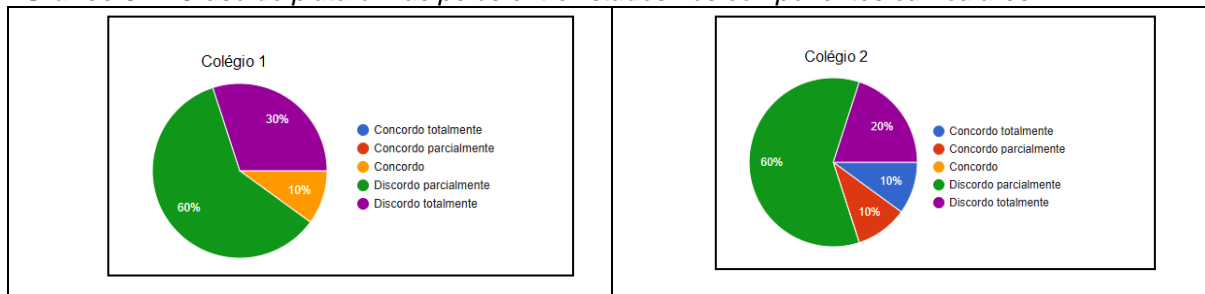 Colégio 1
30%
10%
60%
Concordo totalmente
Concordo parcialmente
Concordo
Discordo parcialmente
Discordo totalmente
Colégio 2
20%
60%
10%
10%
Concordo totalmente
Concordo parcialmente
Concordo
Discordo parcialmente
Discordo totalmente